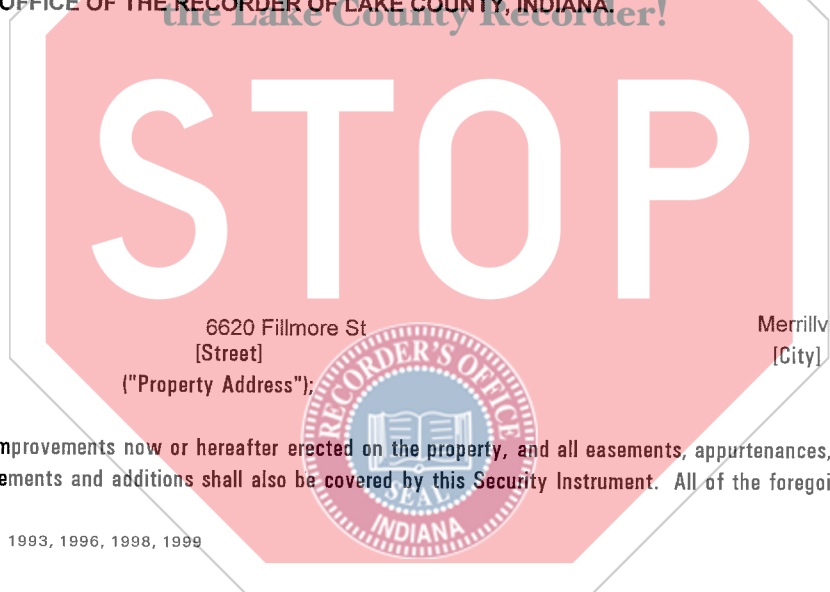 OFFICE OF THE RECORDER OF LAKE COUNTY, INDIANA.
the Lake County Recorder!
STOP
6620 Fillmore St
Merrillv
[Street]
[City]
("Property Address");
RECORDER'S OFFICE
mprovements now or hereafter erected on the property, and all easements, appurtenances,
ements and additions shall also be covered by this Security Instrument. All of the foregoi
SEAL
INDIANA
1993, 1996, 1998, 1999